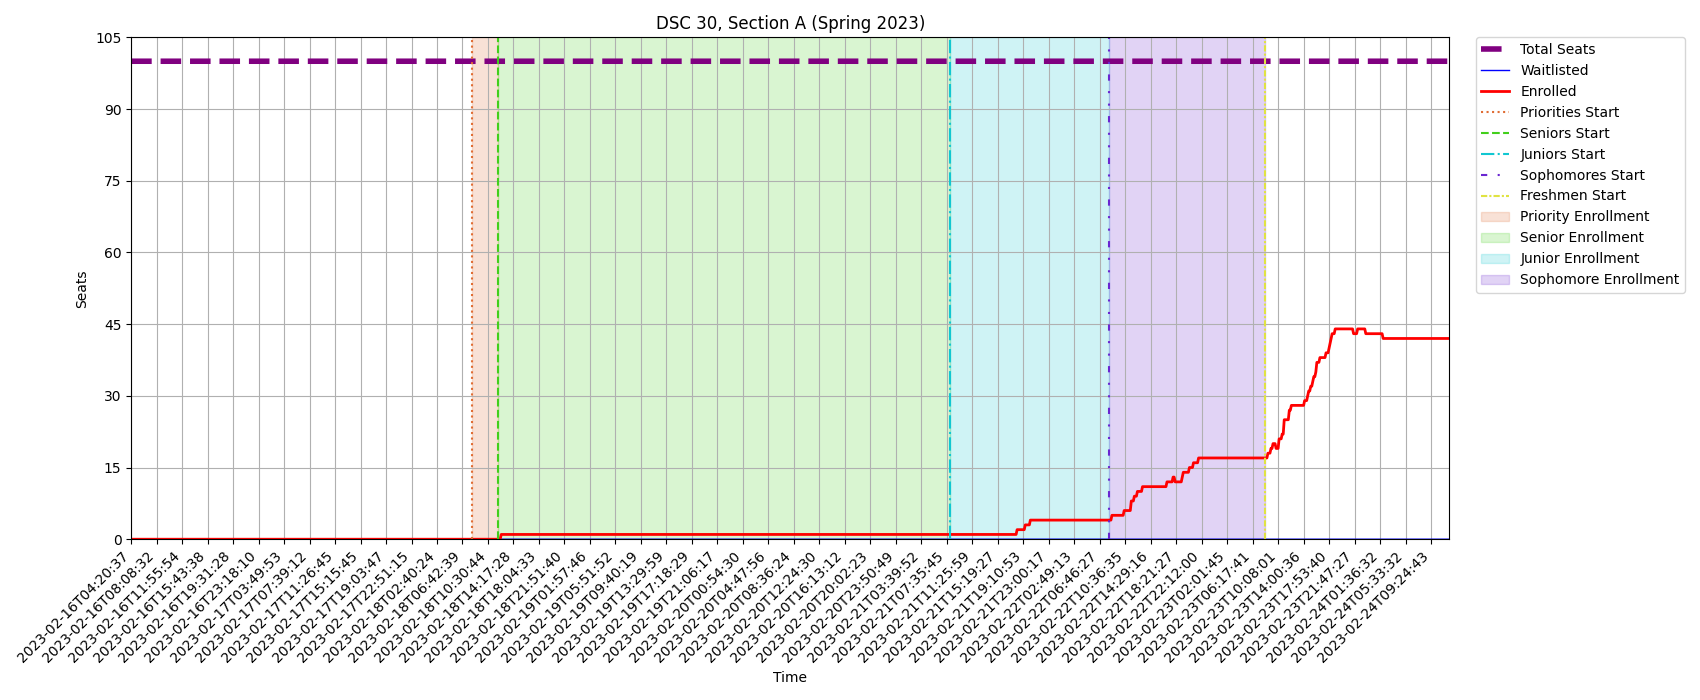 DSC 30, Section A (Spring 2023)
105
90
75
60
45
30
15
0
Seats
2023-02-16T04:20:37
2023-02-16T08:08:32
2023-02-16T11:55:54
2023-02-16T15:43:38
2023-02-16T19:31:28
2023-02-16T23:18:10
2023-02-17T03:49:53
2023-02-17T07:39:12
2023-02-17T11:26:45
2023-02-17T15:15:45
2023-02-17T19:03:47
2023-02-17T22:51:15
2023-02-18T02:40:24
2023-02-18T06:42:39
2023-02-18T10:30:44
2023-02-18T14:17:28
2023-02-18T18:04:33
2023-02-18T21:51:40
2023-02-19T01:57:46
2023-02-19T05:51:52
2023-02-19T09:40:19
2023-02-19T13:29:59
2023-02-19T17:18:29
2023-02-19T21:06:17
2023-02-20T00:54:30
2023-02-20T04:47:56
2023-02-20T08:36:24
2023-02-20T12:24:30
2023-02-20T16:13:12
2023-02-20T20:02:23
2023-02-20T23:50:49
2023-02-21T03:39:52
2023-02-21T07:35:45
2023-02-21T11:25:59
2023-02-21T15:19:27
2023-02-21T19:10:53
2023-02-21T23:00:17
2023-02-22T02:49:13
2023-02-22T06:46:27
2023-02-22T10:36:35
2023-02-22T14:29:16
2023-02-22T18:21:27
2023-02-22T22:12:00
2023-02-23T02:01:45
2023-02-23T06:17:41
2023-02-23T10:08:01
2023-02-23T14:00:36
2023-02-23T17:53:40
2023-02-23T21:47:27
2023-02-24T01:36:32
2023-02-24T05:33:32
2023-02-24T09:24:43
Time
Total Seats
Waitlisted
Enrolled
Priorities Start
Seniors Start
Juniors Start
Sophomores Start
Freshmen Start
Priority Enrollment
Senior Enrollment
Junior Enrollment
Sophomore Enrollment